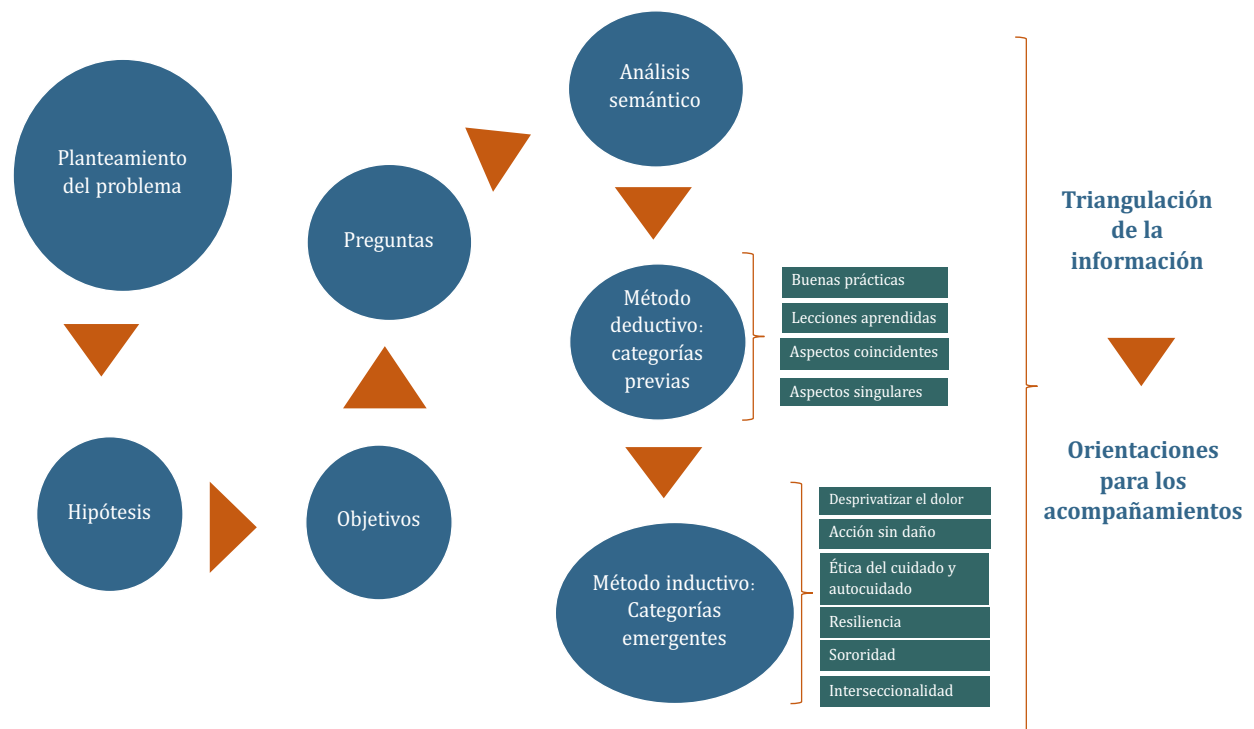 Planteamiento
del problema
Hipótesis
Objetivos
Preguntas
Análisis
semántico
Método
deductivo:
categorías
previas
Buenas prácticas
Lecciones aprendidas
Aspectos coincidentes
Aspectos singulares
Método inductivo:
Categorías
emergentes
Desprivatizar el dolor
Acción sin daño
Ética del cuidado y
autocuidado
Resiliencia
Sororidad
Interseccionalidad
Triangulación
de la
información
Orientaciones
para los
acompañamientos